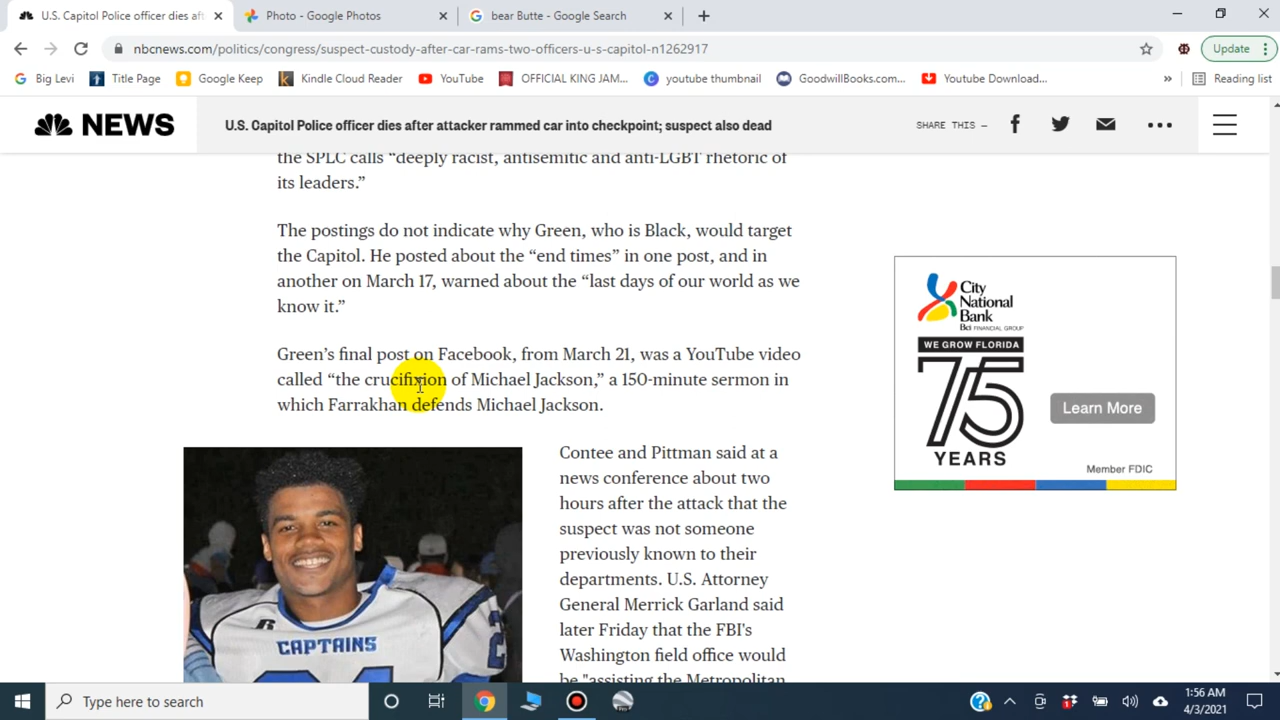 U.S. Capitol Police officer dies aft
Photo - Google Photos
bear Butte - Google Search
nbcnews.com/politics/congress/suspect-custody-after-car-rams-two-officers-u-s-capitol-n1262917
Update
Big Levi
Title Page
Google Keep
Kindle Cloud Reader
YouTube
OFFICIAL KING JAM...
youtube thumbnail
GoodwillBooks.com...
Youtube Download...
»
Reading list
NEWS
U.S. Capitol Police officer dies after attacker rammed car into checkpoint; suspect also dead
SHARE THIS —
the SPLC calls “deeply racist, antisemitic and anti-LGBT rhetoric of
its leaders.”
The postings do not indicate why Green, who is Black, would target
the Capitol. He posted about the “end times” in one post, and in
another on March 17, warned about the “last days of our world as we
know it.”
Green’s final post on Facebook, from March 21, was a YouTube video
called “the crucifixion of Michael Jackson,” a 150-minute sermon in
which Farrakhan defends Michael Jackson.
City
National
Bank
Bci FINANCIAL GROUP
WE GROW FLORIDA
75
YEARS
Learn More
Member FDIC
CAPTAINS
Contee and Pittman said at a
news conference about two
hours after the attack that the
suspect was not someone
previously known to their
departments. U.S. Attorney
General Merrick Garland said
later Friday that the FBI's
Washington field office would
be "assisting the Metropolitan
Type here to search
1:56 AM
4/3/2021